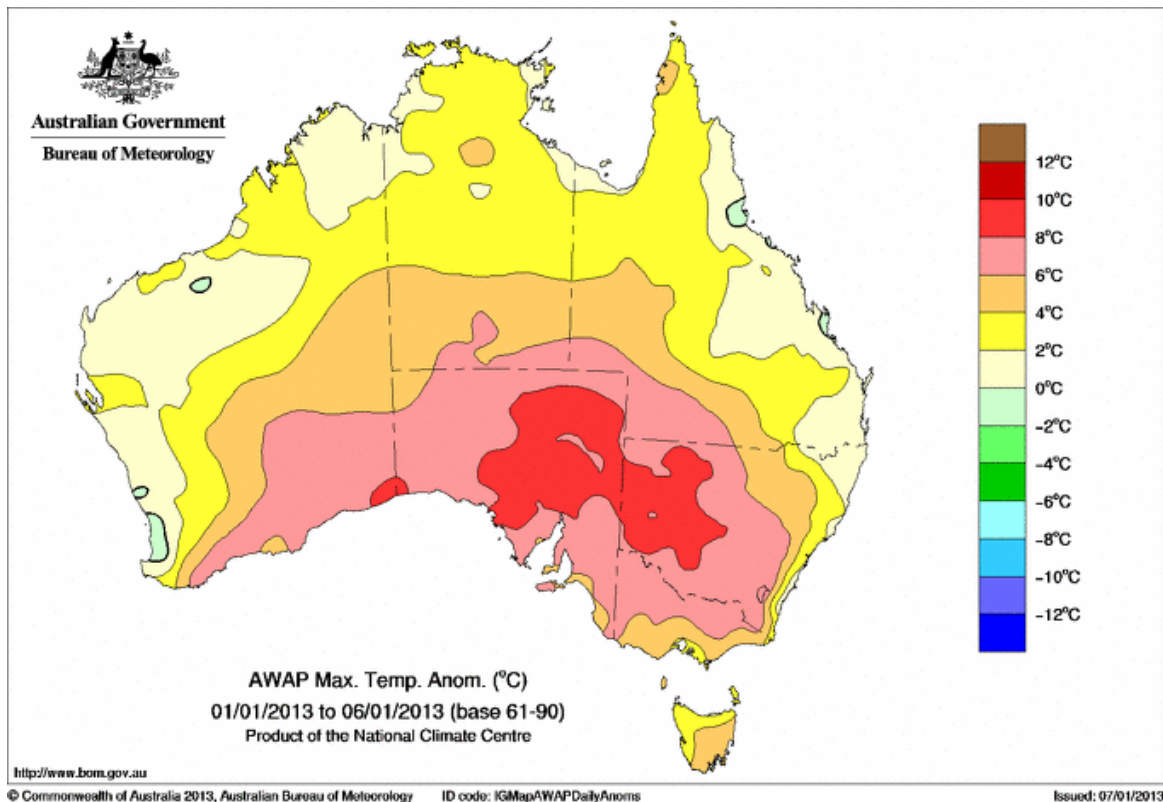 Australian Government
Bureau of Meteorology
12°C
10°C
8°C
6°C
4°C
2°C
0°C
-2°C
-4°C
-6°C
-8°C
-10°C
-12°C
AWAP Max. Temp. Anom. (°C)
01/01/2013 to 06/01/2013 (base 61-90)
Product of the National Climate Centre
http://www.bom.gov.au
© Commonwealth of Australia 2013, Australian Bureau of Meteorology ID code: IGMapAWAPDailyAnoms Issued: 07/01/2013